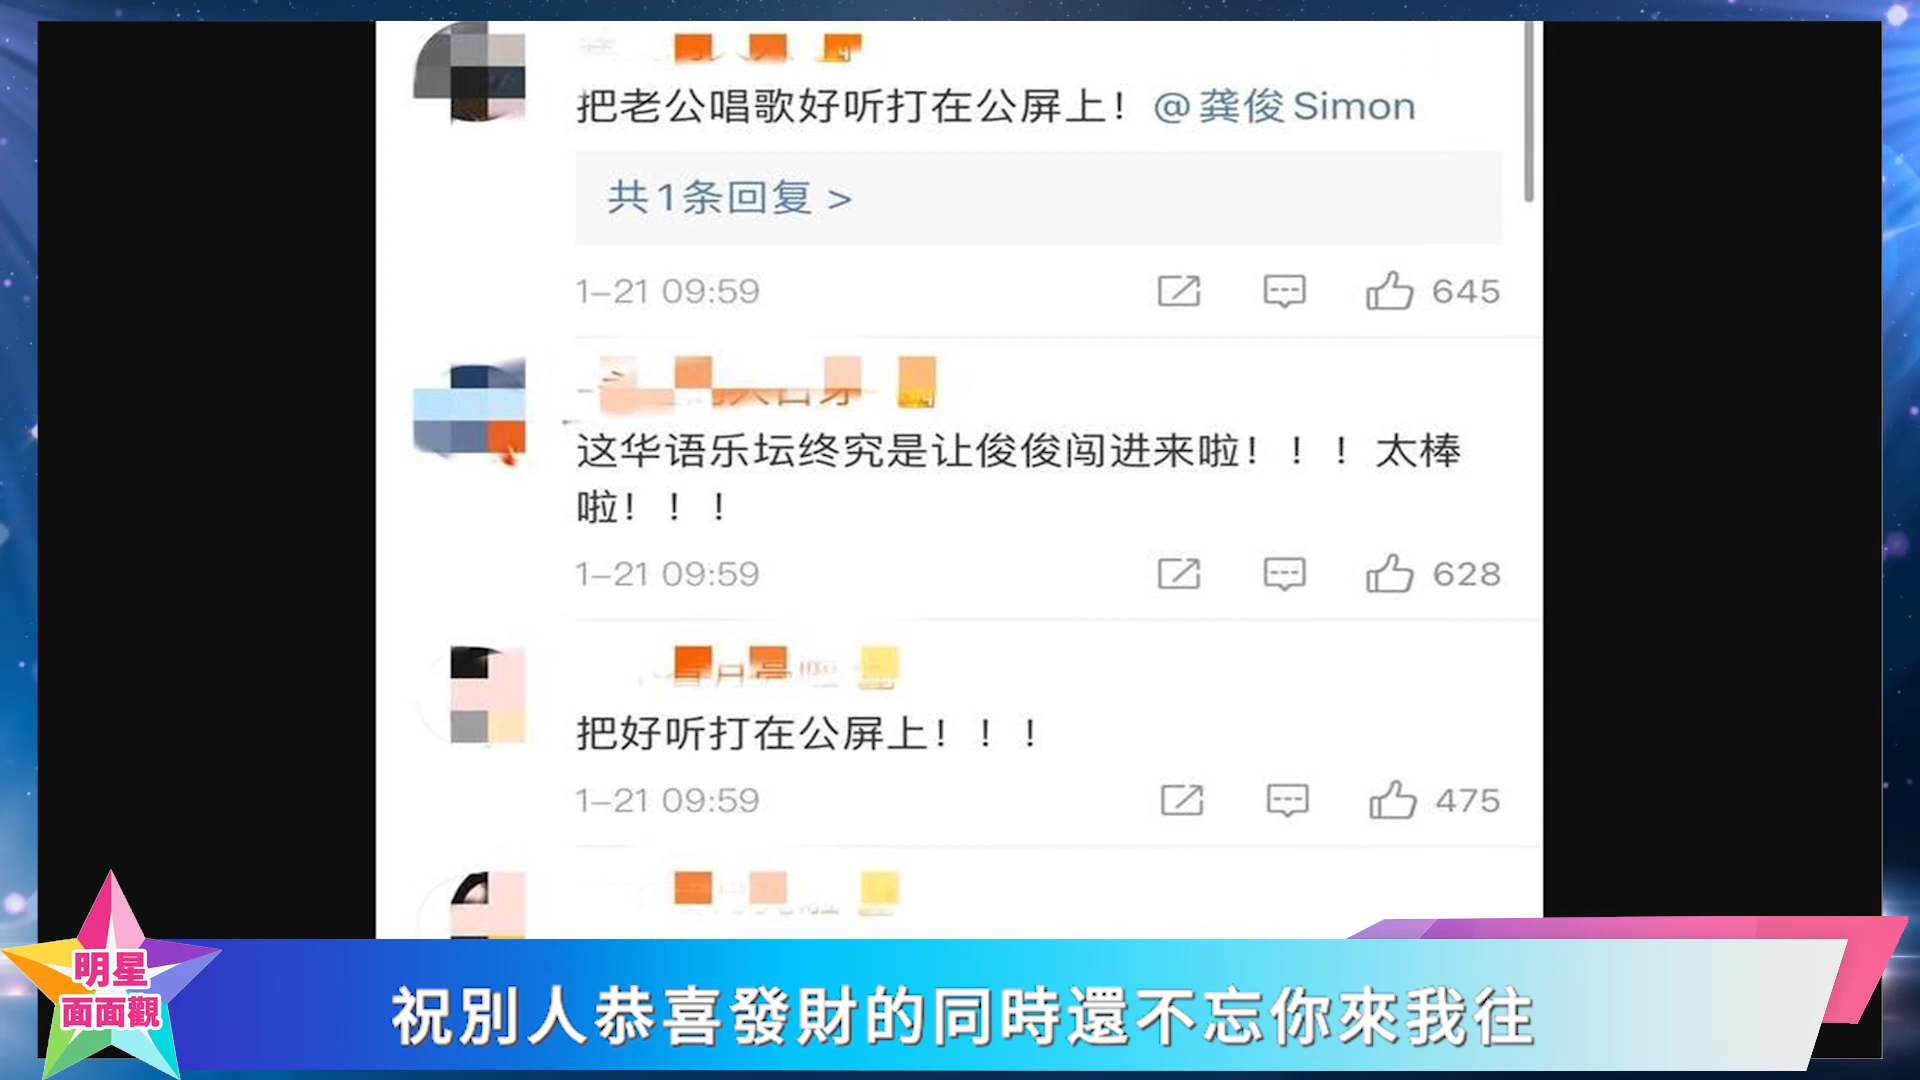 把老公唱歌好听打在公屏上！@龚俊Simon
共1条回复 >
1-21 09:59
645
这华语乐坛终究是让俊俊闯进来啦！！！太棒
啦！！！
1-21 09:59
628
把好听打在公屏上！！！
1-21 09:59
475
明星
面面觀
祝別人恭喜發財的同時還不忘你來我往